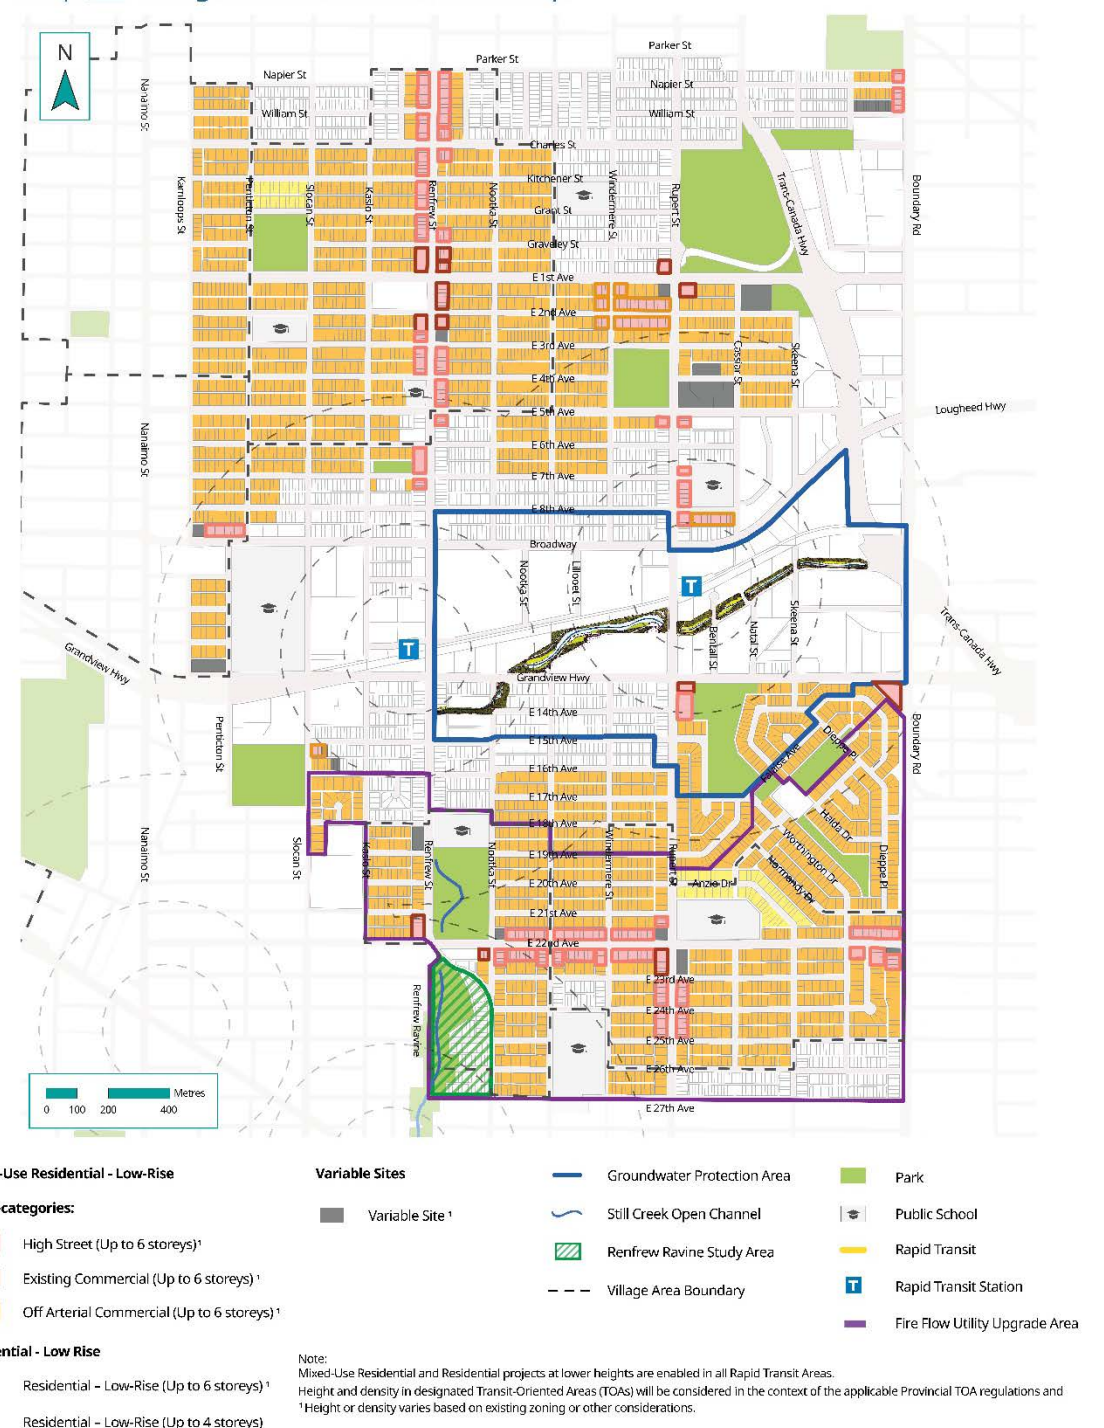 N
Parker St
Parker St
Napier St
Napier St
William St
William St
Nanaimo St
Charles St
Kitchener St
Grant St
Graveley St
Kamloops St
Penticton St
Slocan St
Kaslo St
Renfrew St
Nootka St
Windermere St
Rupert St
Trans-Canada Hwy
Boundary Rd
E 1st Ave
E 2nd Ave
E 3rd Ave
Cassiar St
Skeena St
E 4th Ave
E 5th Ave
Lougheed Hwy
Nanaimo St
E 6th Ave
E 7th Ave
E 8th Ave
Broadway
Nootka St
Lillooet St
T
T
Bentall St
Natal St
Skeena St
Trans-Canada Hwy
Grandview Hwy
Grandview Hwy
E 14th Ave
Penticton St
E 15th Ave
Dieppe Pl
Boundary Rd
Falaise Ave
E 16th Ave
E 17th Ave
Nanaimo St
Slocan St
Kaslo St
Renfrew St
Nootka St
E 18th Ave
Windermere St
Rupert St
Haida Dr
Worthington Dr
Normandy Dr
Dieppe Pl
E 19th Ave
E 20th Ave
Anzio Dr
E 21st Ave
E 22nd Ave
E 23rd Ave
Renfrew Ravine
E 24th Ave
E 25th Ave
E 26th Ave
E 27th Ave
Metres
0 100 200 400
-Use Residential - Low-Rise
categories:
High Street (Up to 6 storeys)¹
Existing Commercial (Up to 6 storeys) ¹
Off Arterial Commercial (Up to 6 storeys) ¹
ential - Low Rise
Residential – Low-Rise (Up to 6 storeys) ¹
Residential – Low-Rise (Up to 4 storeys)
Variable Sites
Variable Site ¹
Groundwater Protection Area
Still Creek Open Channel
Renfrew Ravine Study Area
Village Area Boundary
Park
Public School
Rapid Transit
T Rapid Transit Station
Fire Flow Utility Upgrade Area
Note:
Mixed-Use Residential and Residential projects at lower heights are enabled in all Rapid Transit Areas.
Height and density in designated Transit-Oriented Areas (TOAs) will be considered in the context of the applicable Provincial TOA regulations and
¹ Height or density varies based on existing zoning or other considerations.